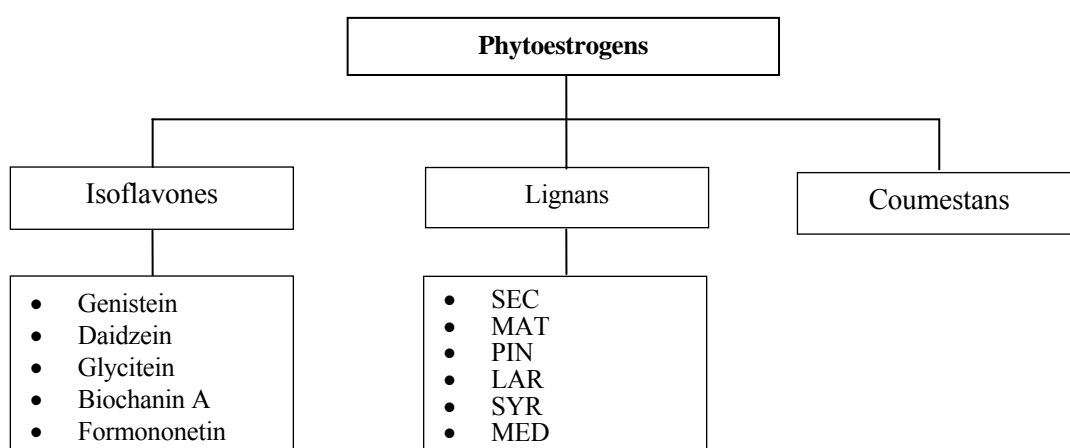 Phytoestrogens
Isoflavones
Lignans
Coumestans
• Genistein
• Daidzein
• Glycitein
• Biochanin A
• Formononetin
• SEC
• MAT
• PIN
• LAR
• SYR
• MED